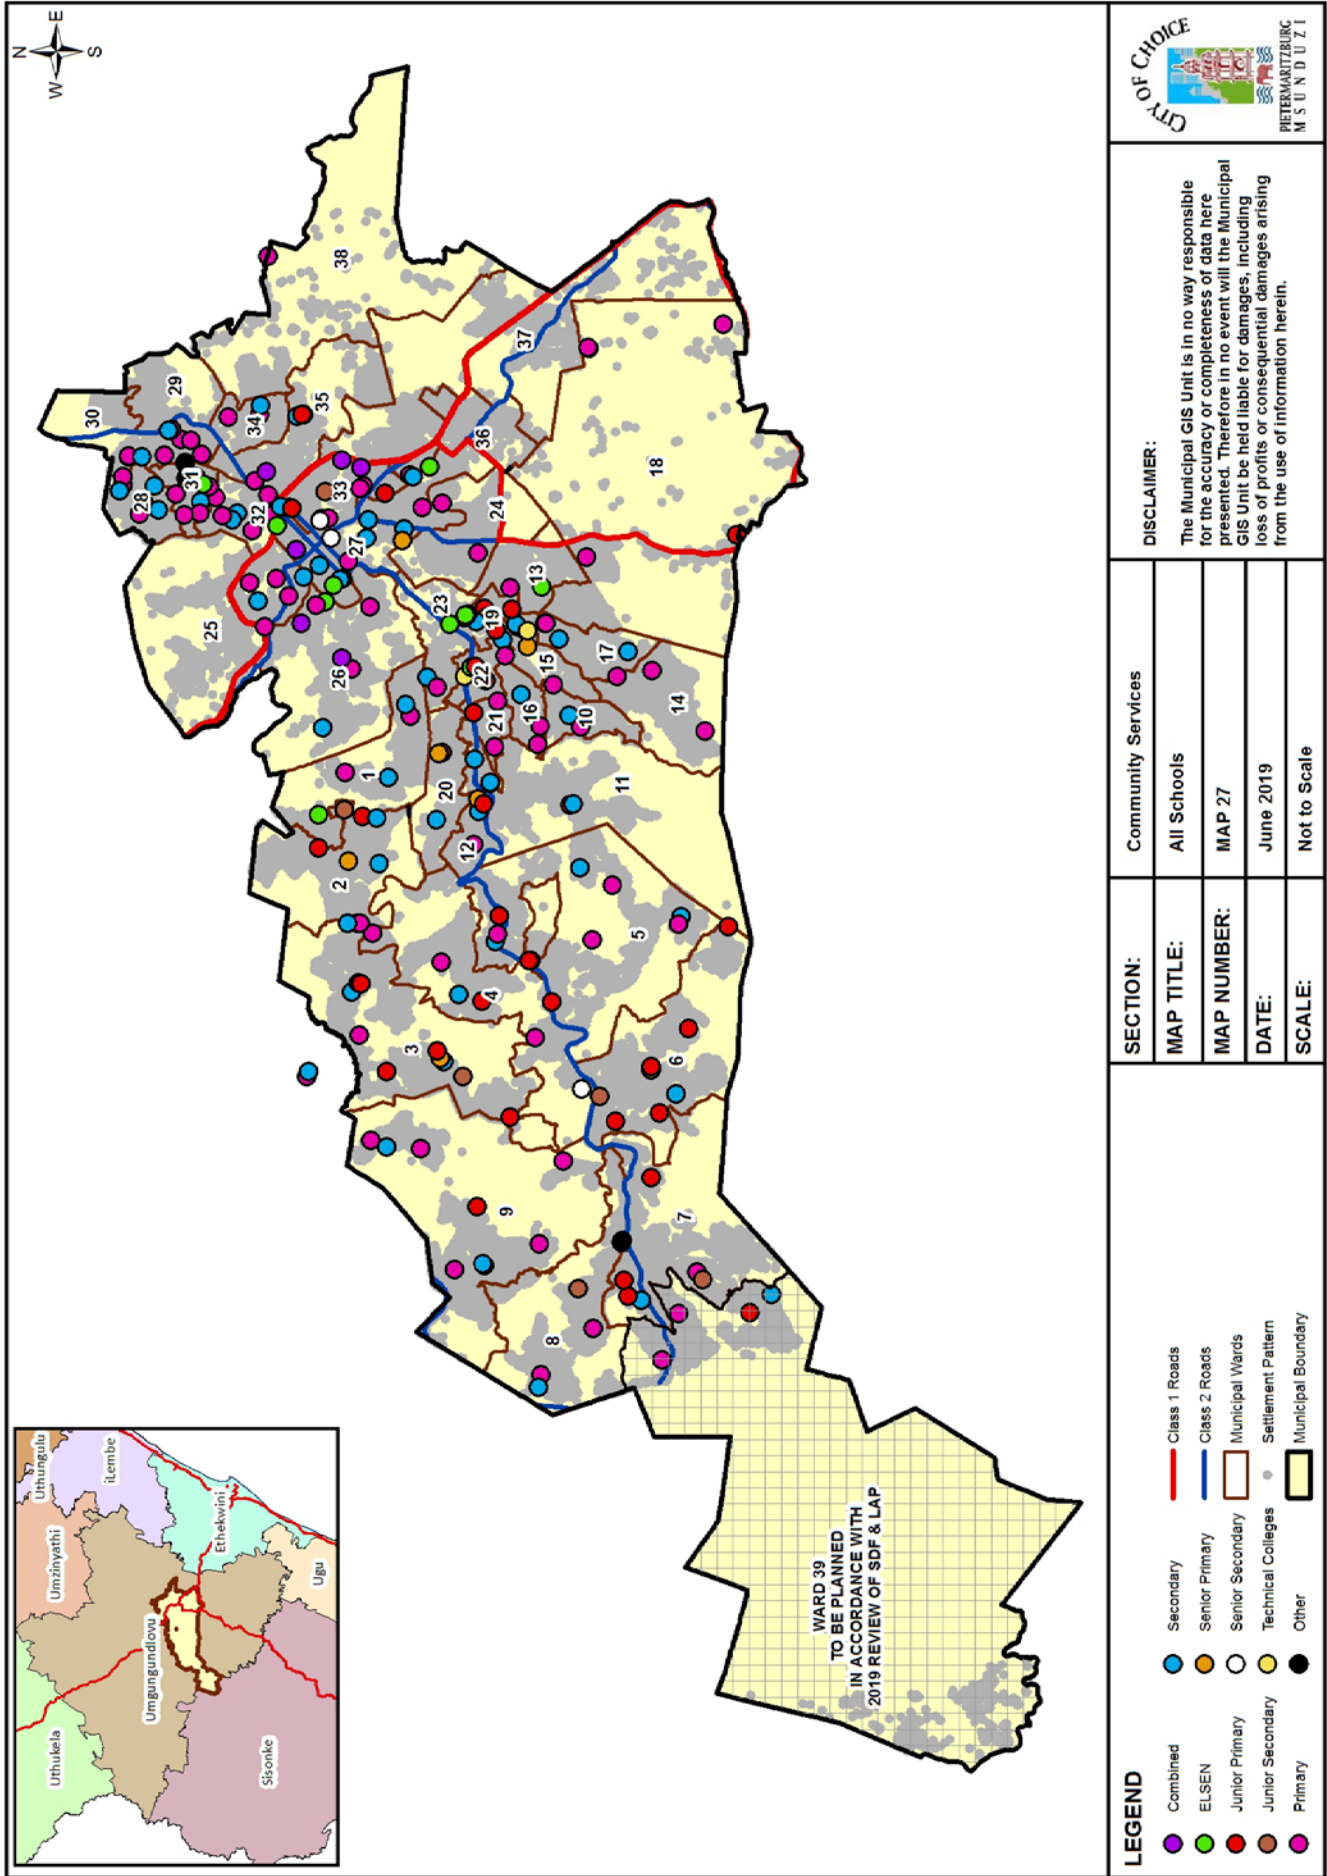 N
E
S
W
Uthukela
Umzinyathi
Uthungulu
iLembe
Umgungundlovu
Ethekwini
Sisonke
Ugu
30
29
28
31
34
35
38
32
33
25
27
26
36
37
24
18
23
13
19
22
15
17
21
16
10
14
1
20
11
2
12
5
4
3
6
9
7
8
WARD 39
TO BE PLANNED
IN ACCORDANCE WITH
2019 REVIEW OF SDF & LAP
LEGEND
Combined
ELSEN
Junior Primary
Junior Secondary
Primary
Secondary
Senior Primary
Senior Secondary
Technical Colleges
Other
Class 1 Roads
Class 2 Roads
Municipal Wards
Settlement Pattern
Municipal Boundary
SECTION: Community Services
MAP TITLE: All Schools
MAP NUMBER: MAP 27
DATE: June 2019
SCALE: Not to Scale
DISCLAIMER:
The Municipal GIS Unit is in no way responsible
for the accuracy or completeness of data here
presented. Therefore in no event will the Municipal
GIS Unit be held liable for damages, including
loss of profits or consequential damages arising
from the use of information herein.
CITY OF CHOICE
PIETERMARITZBURG
MSUNDUZI